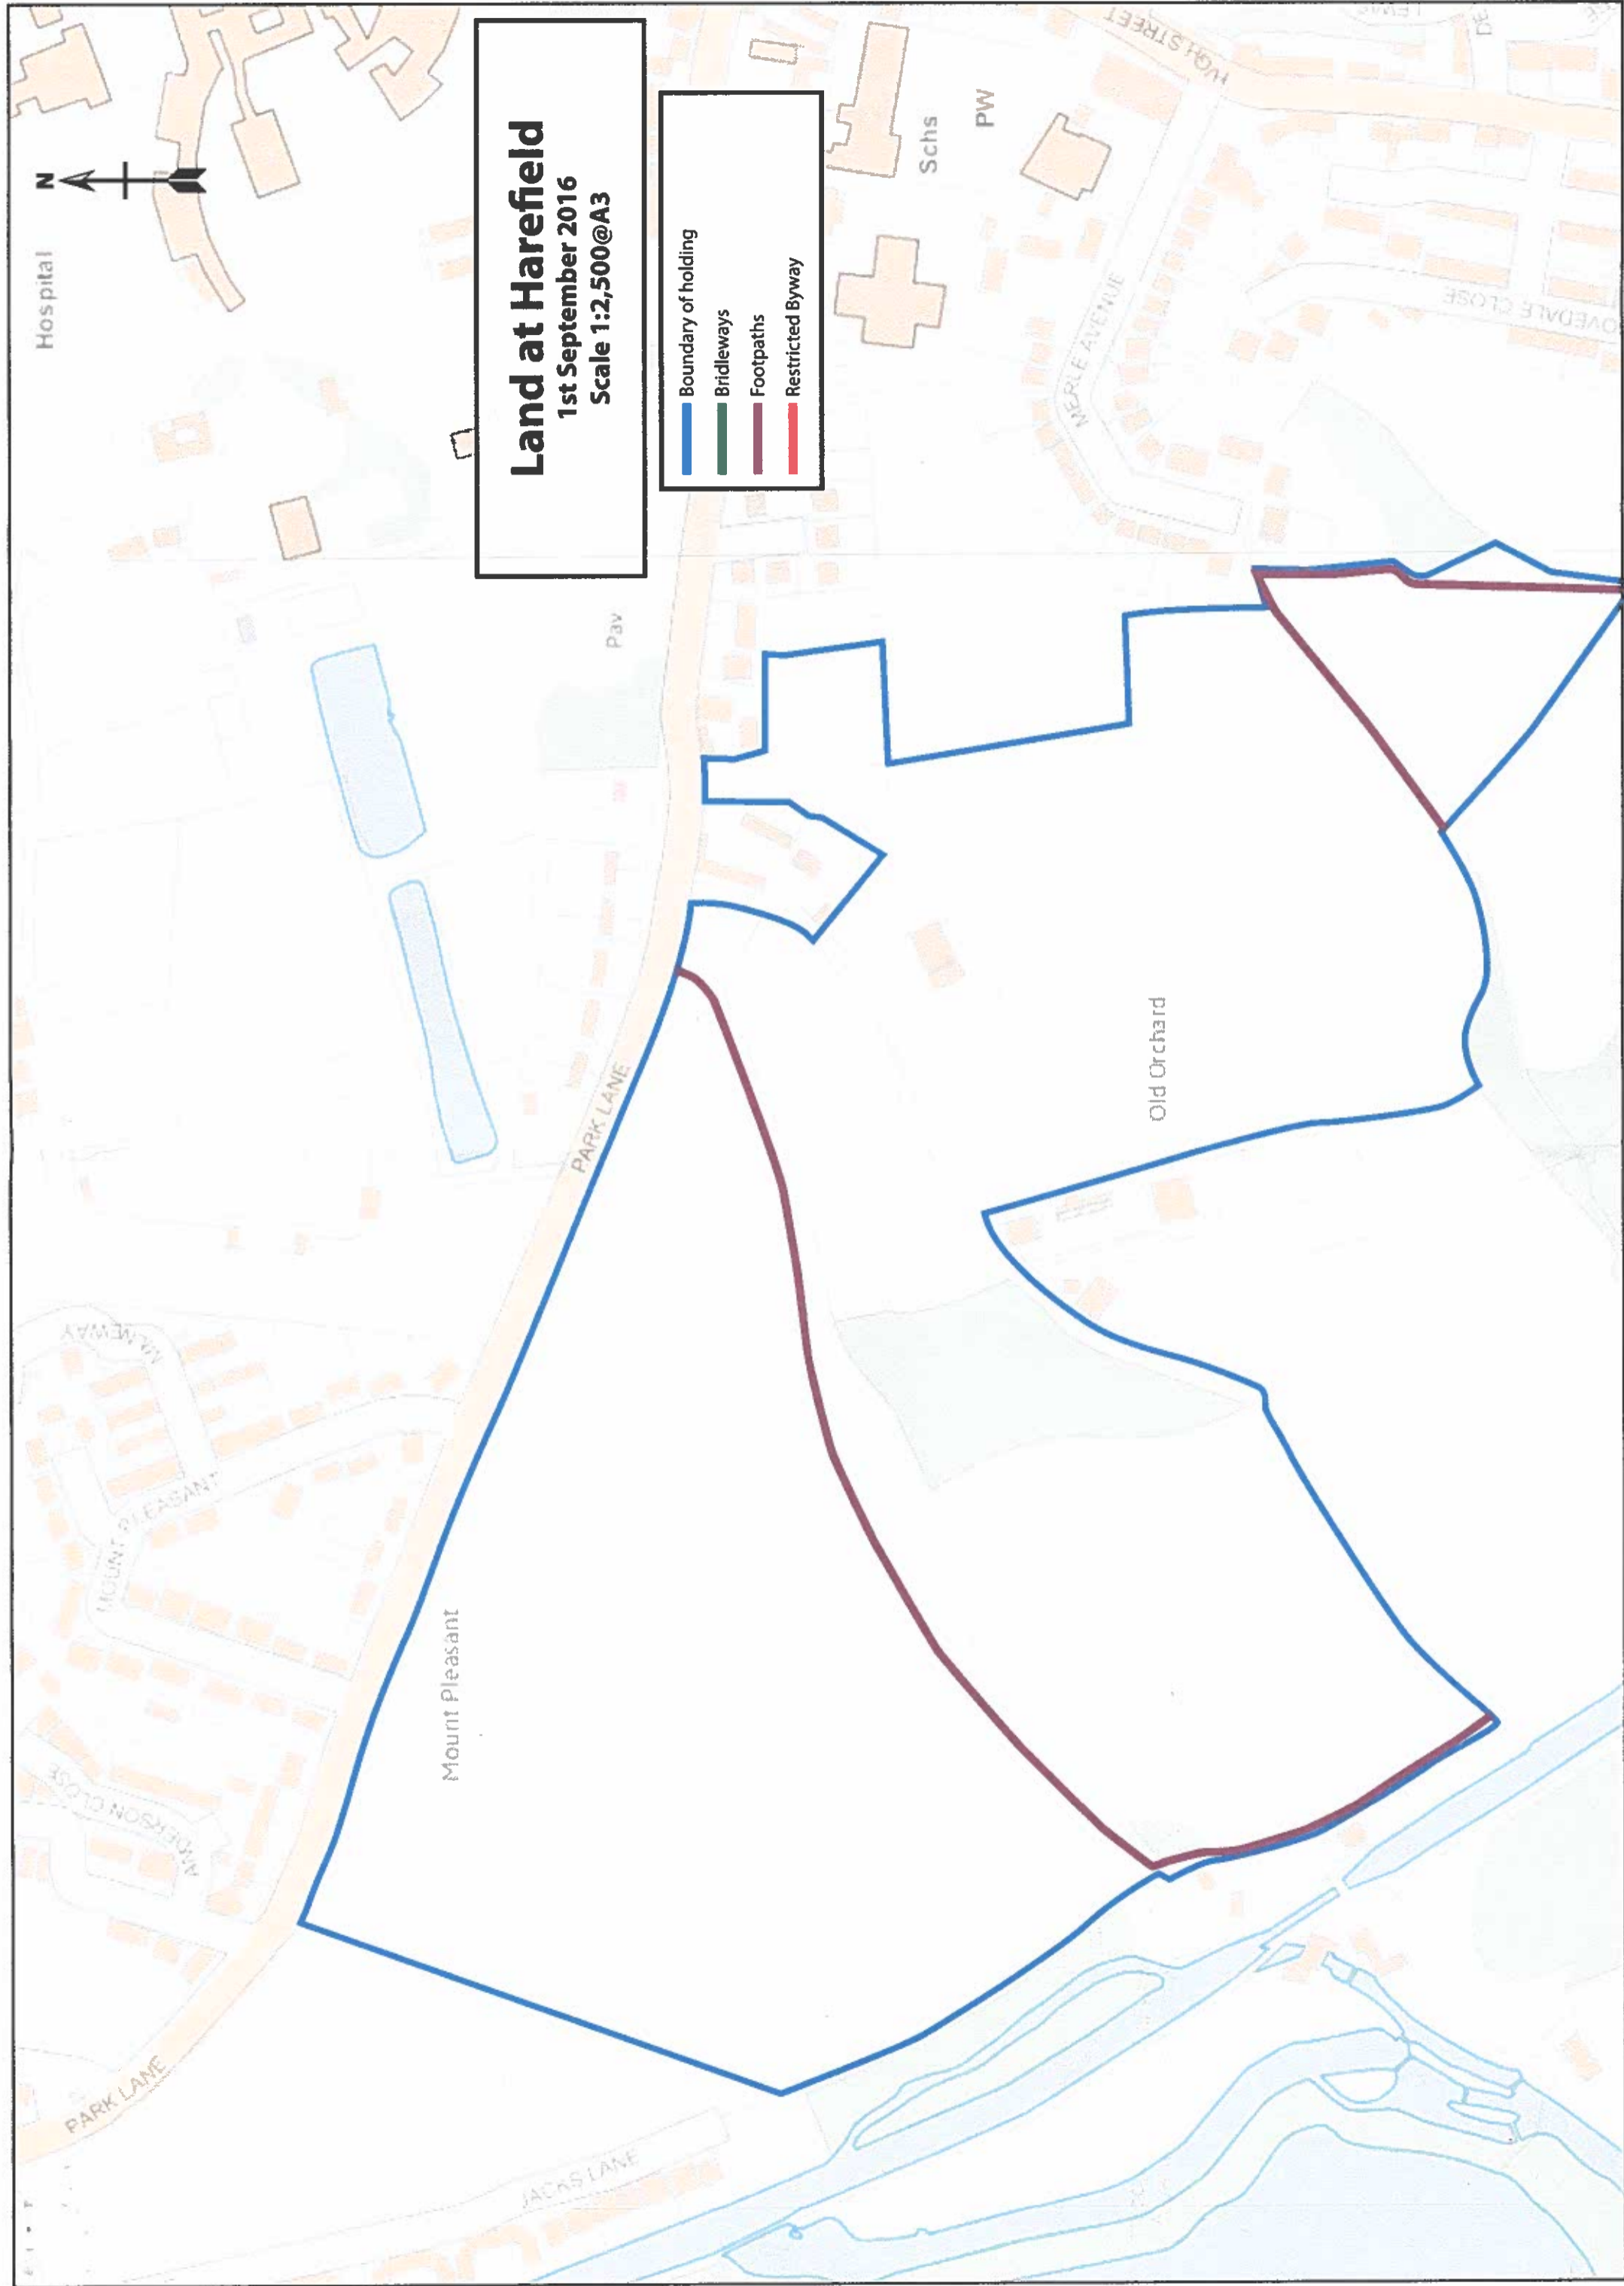 Land at Harefield
1st September 2016
Scale 1:2,500@A3
Boundary of holding
Bridleways
Footpaths
Restricted Byway
N
Hospital
Schs
PW
HIGH STREET
MERLE AVENUE
Pav
PARK LANE
Old Orchard
MOUNT PLEASANT
Mount Pleasant
ANDERSON CLOSE
PARK LANE
JACKS LANE